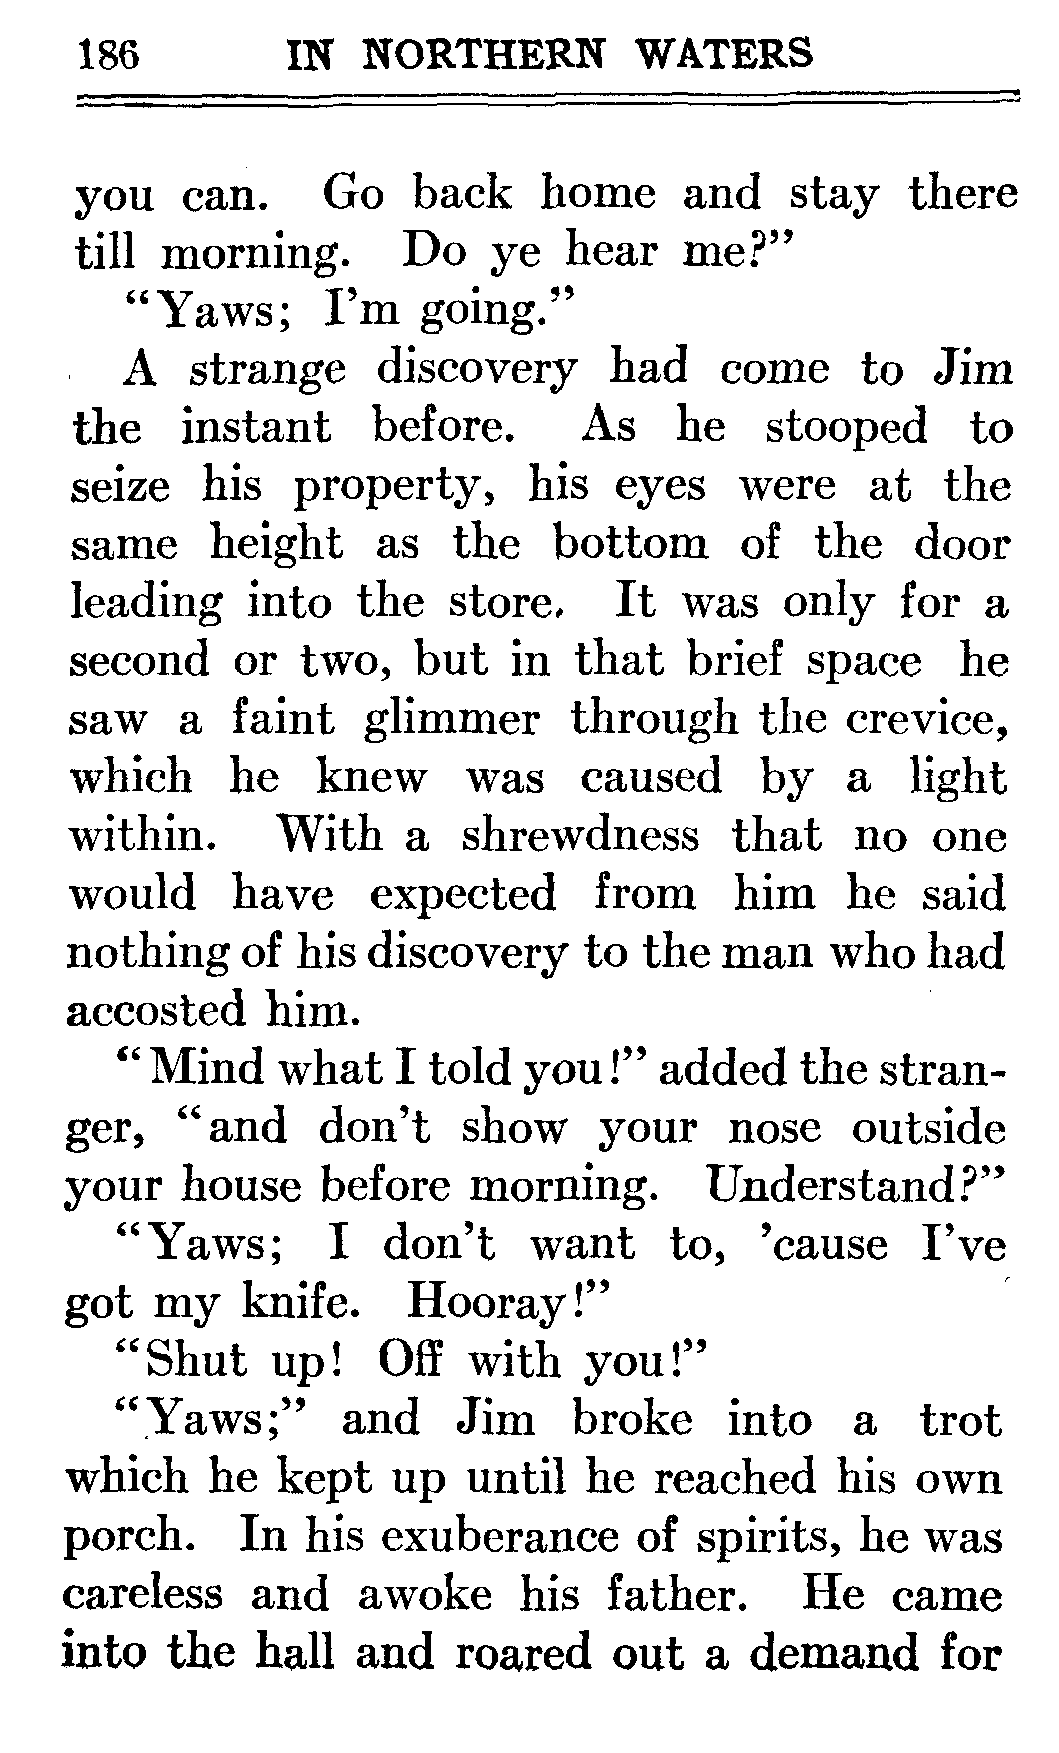 186 IN NORTHERN WATERS
you can. Go back home and stay there
till morning. Do ye hear me?"
"Yaws; I'm going."
A strange discovery had come to Jim
the instant before. As he stooped to
seize his property, his eyes were at the
same height as the bottom of the door
leading into the store. It was only for a
second or two, but in that brief space he
saw a faint glimmer through the crevice,
which he knew was caused by a light
within. With a shrewdness that no one
would have expected from him he said
nothing of his discovery to the man who had
accosted him.
"Mind what I told you!" added the stran-
ger, "and don't show your nose outside
your house before morning. Understand?"
"Yaws; I don't want to, 'cause I've
got my knife. Hooray!"
"Shut up! Off with you!"
"Yaws;" and Jim broke into a trot
which he kept up until he reached his own
porch. In his exuberance of spirits, he was
careless and awoke his father. He came
into the hall and roared out a demand for